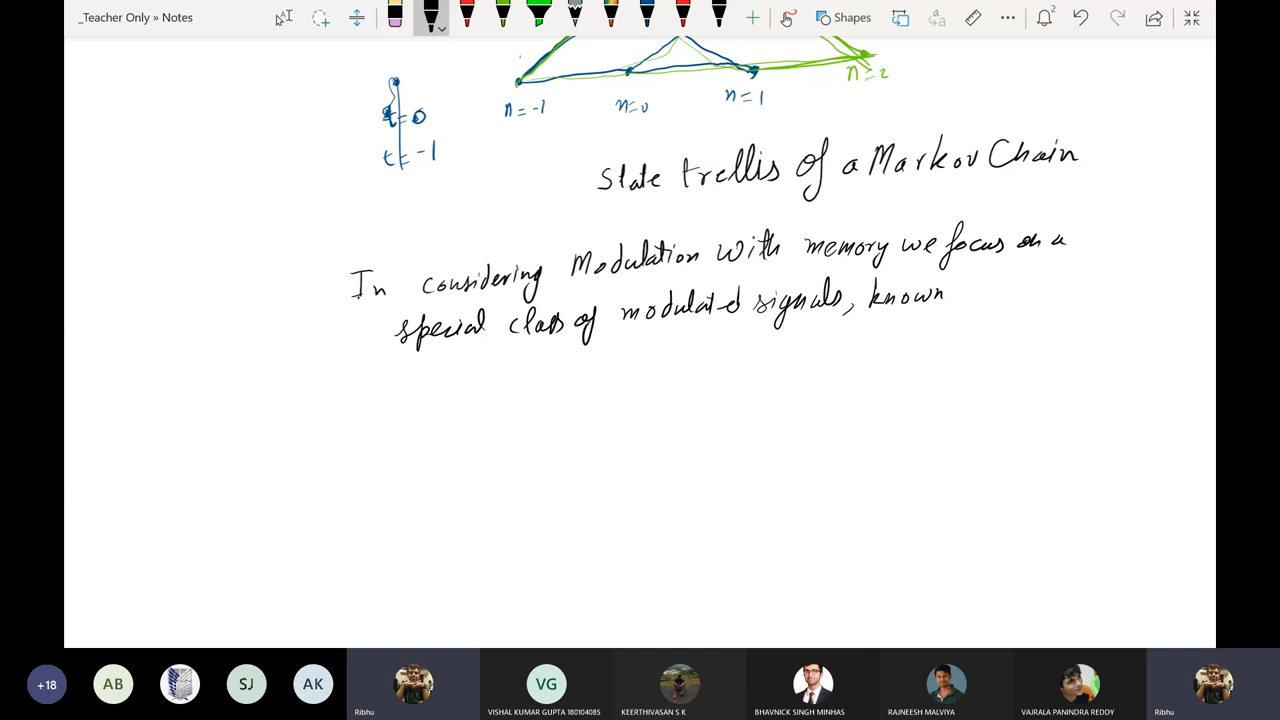 _Teacher Only » Notes
Shapes
n=2
n=-1
n=0
n=1
t=0
t=-1
State trellis of a Markov Chain
In considering Modulation with memory we focus on a
special class of modulated signals, known
+18
AB
SJ
AK
Ribhu
VG
VISHAL KUMAR GUPTA 180104085
KEERTHIVASAN S K
BHAVNICK SINGH MINHAS
RAJNEESH MALVIYA
VAJRALA PANINDRA REDDY
Ribhu